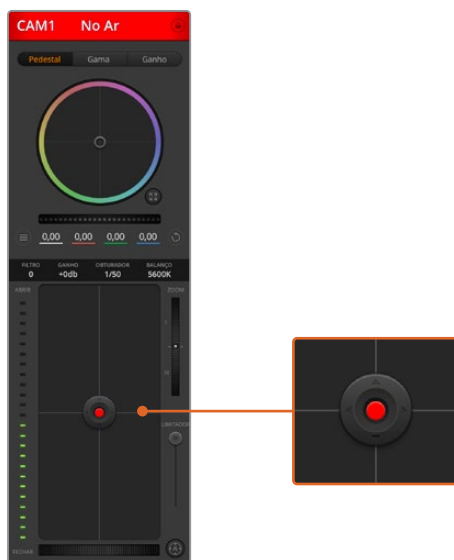 CAM1 No Ar
Pedestal Gama Ganho
0,00 0,00 0,00 0,00
FILTRO GANHO OBTURADOR BALANÇO
0 +0db 1/50 5600K
ABRIR ZOOM
LIMITADOR
FECHAR